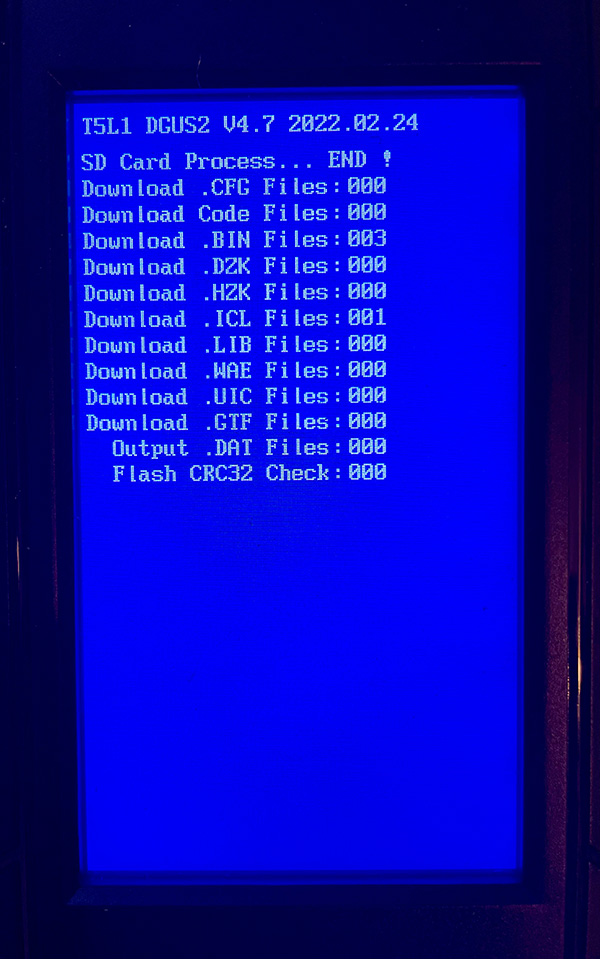 T5L1 DGUS2 V4.7 2022.02.24
SD Card Process... END !
Download .CFG Files:000
Download Code Files:000
Download .BIN Files:003
Download .DZK Files:000
Download .HZK Files:000
Download .ICL Files:001
Download .LIB Files:000
Download .WAE Files:000
Download .UIC Files:000
Download .GTF Files:000
Output .DAT Files:000
Flash CRC32 Check:000